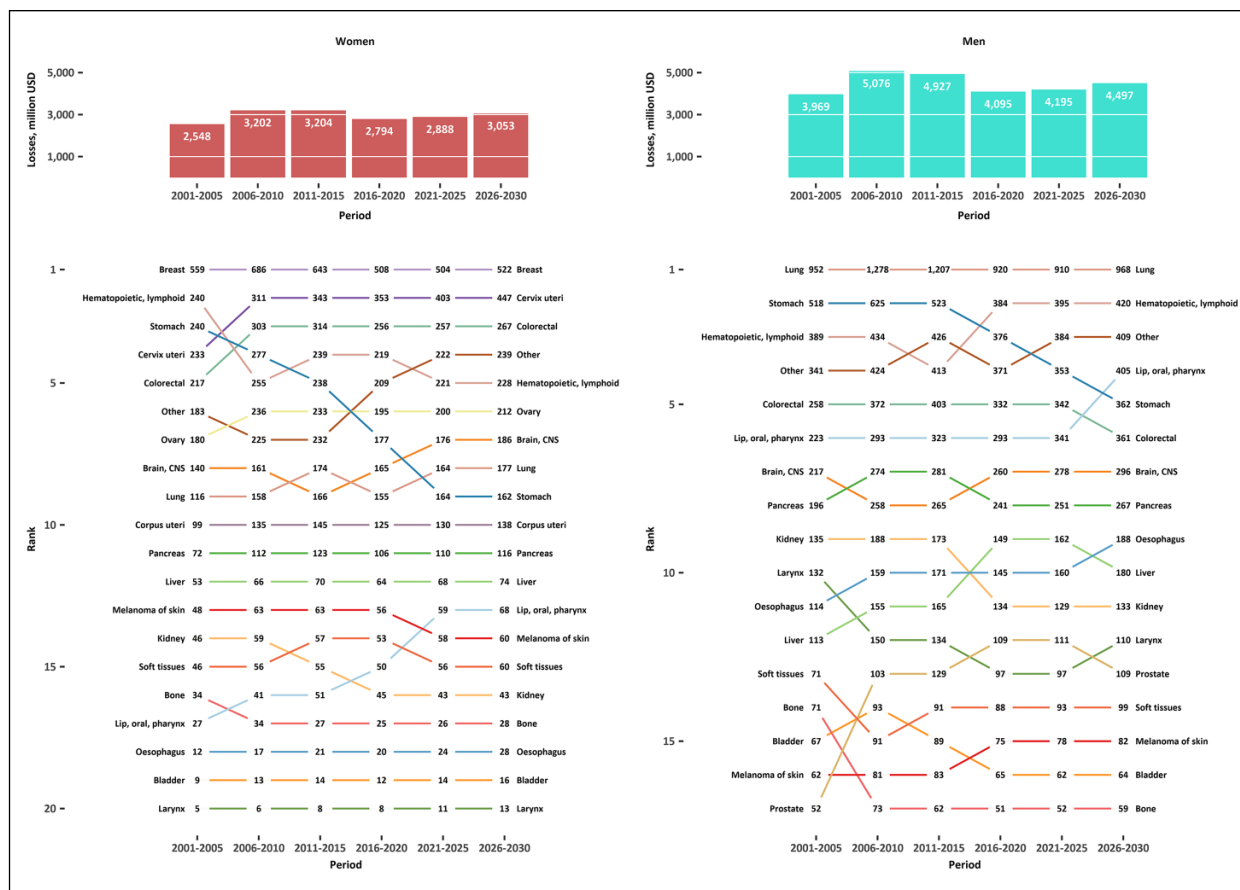 Women
Losses, million USD
5,000
3,000
1,000
2,548 3,202 3,204 2,794 2,888 3,053
2001-2005 2006-2010 2011-2015 2016-2020 2021-2025 2026-2030
Period
Rank
1
5
10
15
20
Breast 559 686 643 508 504 522 Breast
Hematopoietic, lymphoid 240 311 343 353 403 447 Cervix uteri
Stomach 240 303 314 256 257 267 Colorectal
Cervix uteri 233 277 239 219 222 239 Other
Colorectal 217 255 238 209 221 228 Hematopoietic, lymphoid
Other 183 236 233 195 200 212 Ovary
Ovary 180 225 232 177 176 186 Brain, CNS
Brain, CNS 140 161 174 165 164 177 Lung
Lung 116 158 166 155 164 162 Stomach
Corpus uteri 99 135 145 125 130 138 Corpus uteri
Pancreas 72 112 123 106 110 116 Pancreas
Liver 53 66 70 64 68 74 Liver
Melanoma of skin 48 63 63 56 59 68 Lip, oral, pharynx
Kidney 46 59 57 53 58 60 Melanoma of skin
Soft tissues 46 56 55 50 56 60 Soft tissues
Bone 34 41 51 45 43 43 Kidney
Lip, oral, pharynx 27 34 27 25 26 28 Bone
Oesophagus 12 17 21 20 24 28 Oesophagus
Bladder 9 13 14 12 14 16 Bladder
Larynx 5 6 8 8 11 13 Larynx
2001-2005 2006-2010 2011-2015 2016-2020 2021-2025 2026-2030
Period
Men
Losses, million USD
5,000
3,000
1,000
3,969 5,076 4,927 4,095 4,195 4,497
2001-2005 2006-2010 2011-2015 2016-2020 2021-2025 2026-2030
Period
Rank
1
5
10
15
Lung 952 1,278 1,207 920 910 968 Lung
Stomach 518 625 523 384 395 420 Hematopoietic, lymphoid
Hematopoietic, lymphoid 389 434 426 376 384 409 Other
Other 341 424 413 371 353 405 Lip, oral, pharynx
Colorectal 258 372 403 332 342 362 Stomach
Lip, oral, pharynx 223 293 323 293 341 361 Colorectal
Brain, CNS 217 274 281 260 278 296 Brain, CNS
Pancreas 196 258 265 241 251 267 Pancreas
Kidney 135 188 173 149 162 188 Oesophagus
Larynx 132 159 171 145 160 180 Liver
Oesophagus 114 155 165 134 129 133 Kidney
Liver 113 150 134 109 111 110 Larynx
Soft tissues 71 103 129 97 97 109 Prostate
Bone 71 93 91 88 93 99 Soft tissues
Bladder 67 91 89 75 78 82 Melanoma of skin
Melanoma of skin 62 81 83 65 62 64 Bladder
Prostate 52 73 62 51 52 59 Bone
2001-2005 2006-2010 2011-2015 2016-2020 2021-2025 2026-2030
Period